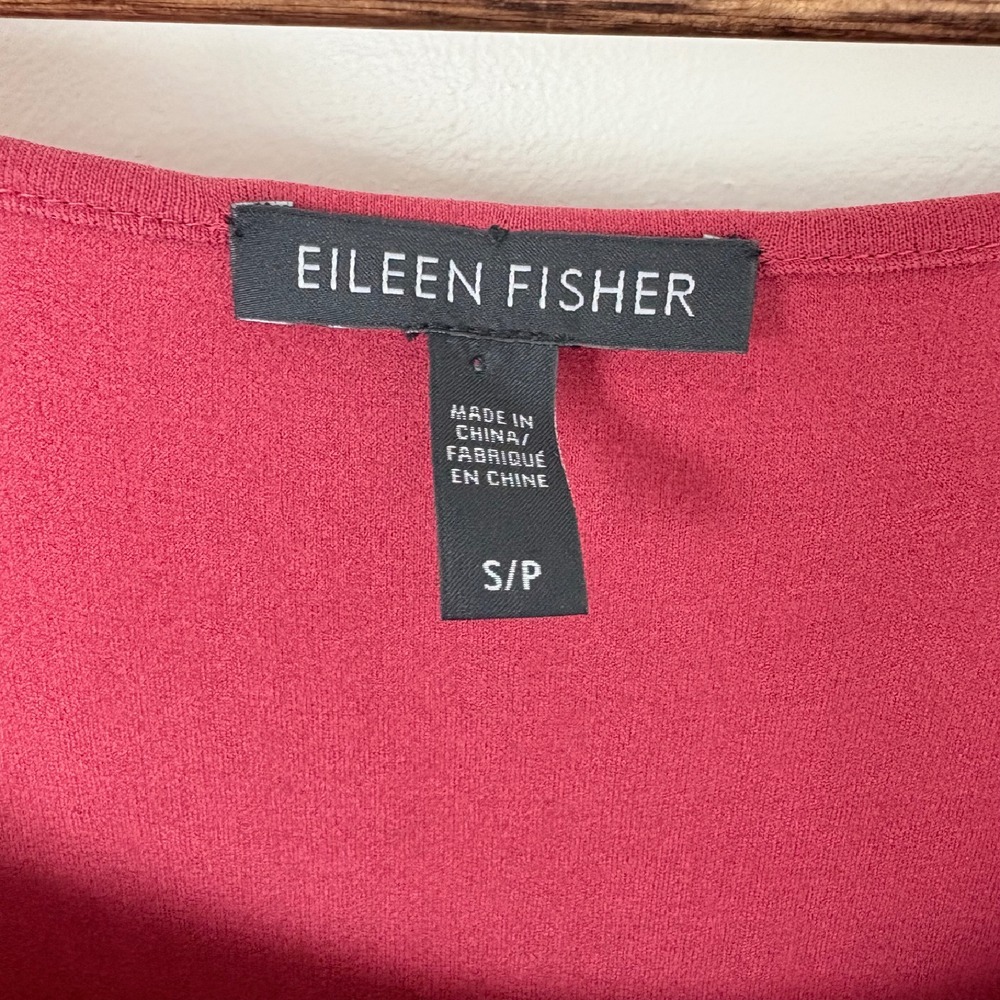 EILEEN FISHER
MADE IN
CHINA/
FABRIQUÉ
EN CHINE
S/P